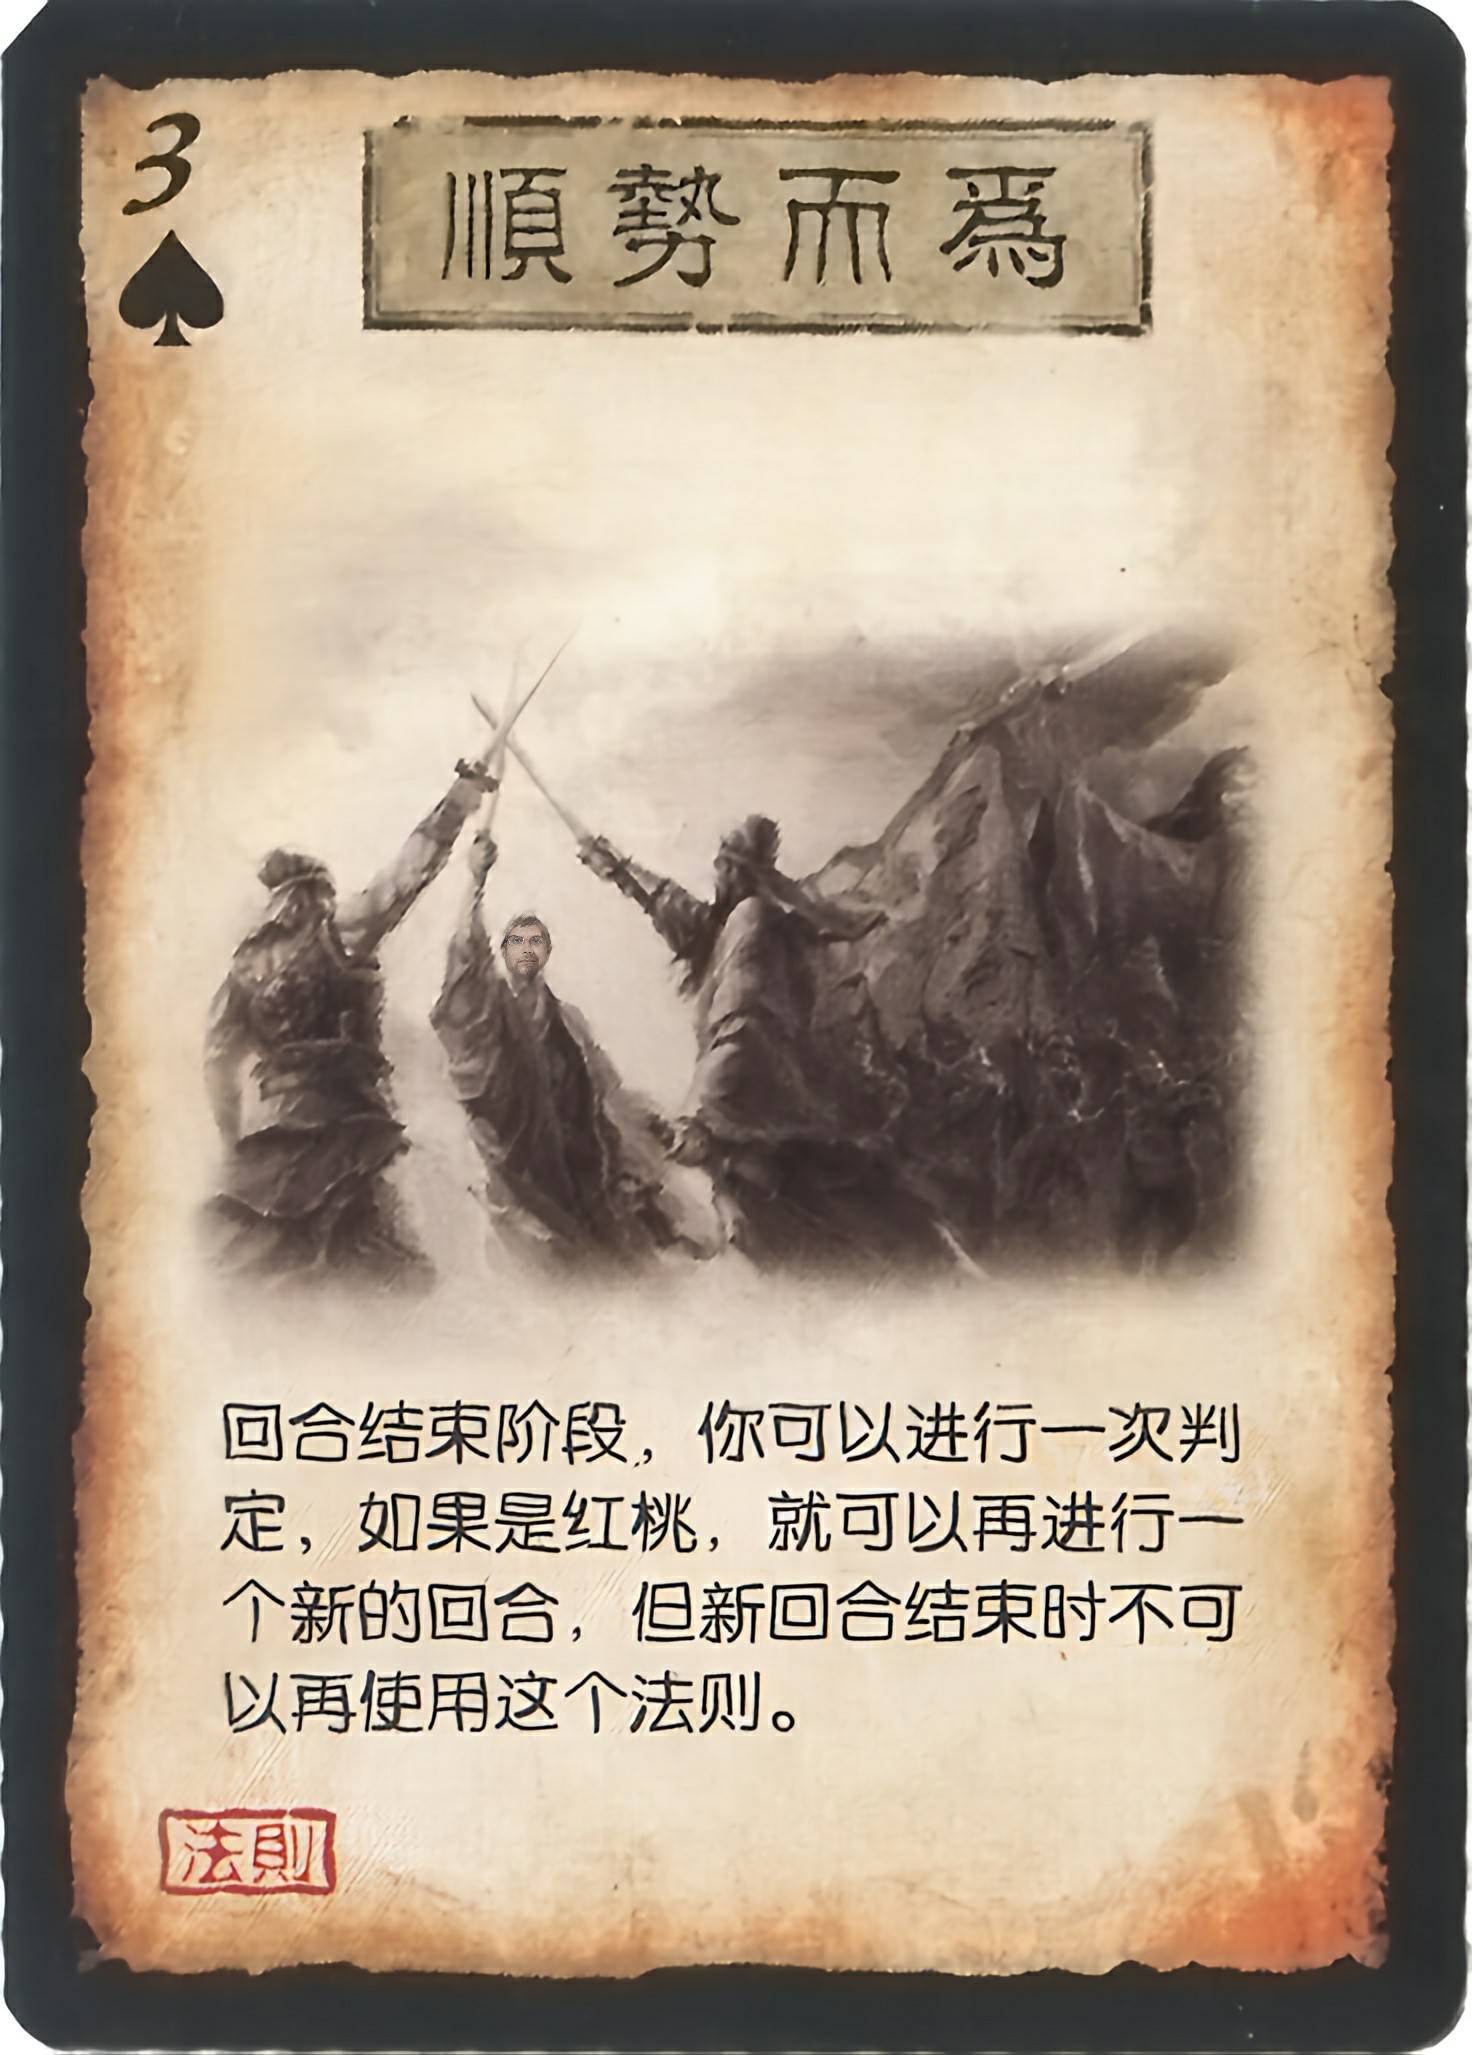 3
順勢而爲
回合结束阶段，你可以进行一次判
定，如果是红桃，就可以再进行一
个新的回合，但新回合结束时不可
以再使用这个法则。
法則